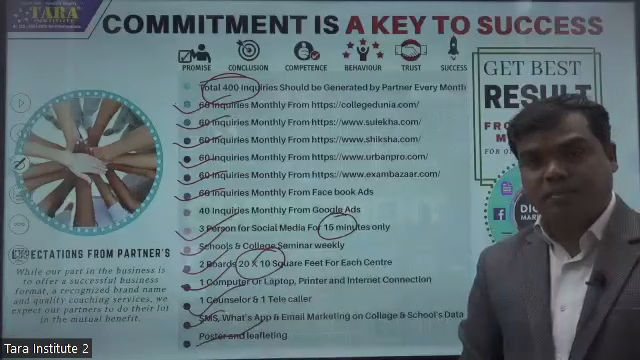 TARA
COMMITMENT IS A KEY TO SUCCESS
PROMISE CONCLUSION COMPETENCE BEHAVIOUR TRUST SUCCESS
Total 400 Inquiries Should be Generated by Partner Every Month
60 Inquiries Monthly From https://collegedunia.com/
60 Inquiries Monthly From https://www.sulekha.com/
60 Inquiries Monthly From https://www.shiksha.com/
60 Inquiries Monthly From https://www.urbanpro.com/
60 Inquiries Monthly From https://www.exambazaar.com/
60 Inquiries Monthly From Face book Ads
40 Inquiries Monthly From Google Ads
3 Person for Social Media For 15 minutes only
Schools & College Seminar weekly
2 Boards 20 X 10 Square Feet For Each Centre
1 Computer Or Laptop, Printer and Internet Connection
1 Counselor & 1 Tele caller
SMS, What's App & Email Marketing on College & School's Data
Poster and leafleting
EXPECTATIONS FROM PARTNER'S
While our part in the business is
to offer a successful business
format, a recognized brand name
and quality coaching services, we
expect our partners to do their lot
in the mutual benefit.
GET BEST
RESULT
Tara Institute 2